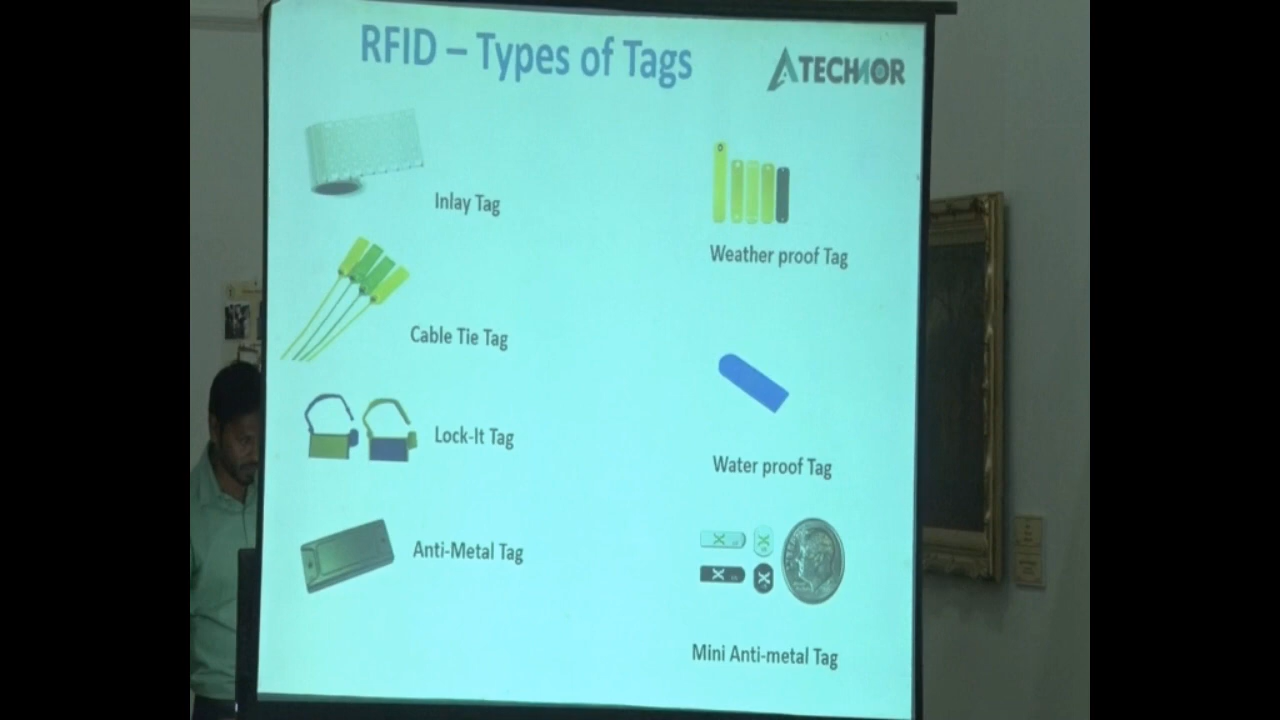 RFID – Types of Tags
ATECHNOR
Inlay Tag
Weather proof Tag
Cable Tie Tag
Lock-It Tag
Water proof Tag
Anti-Metal Tag
Mini Anti-metal Tag